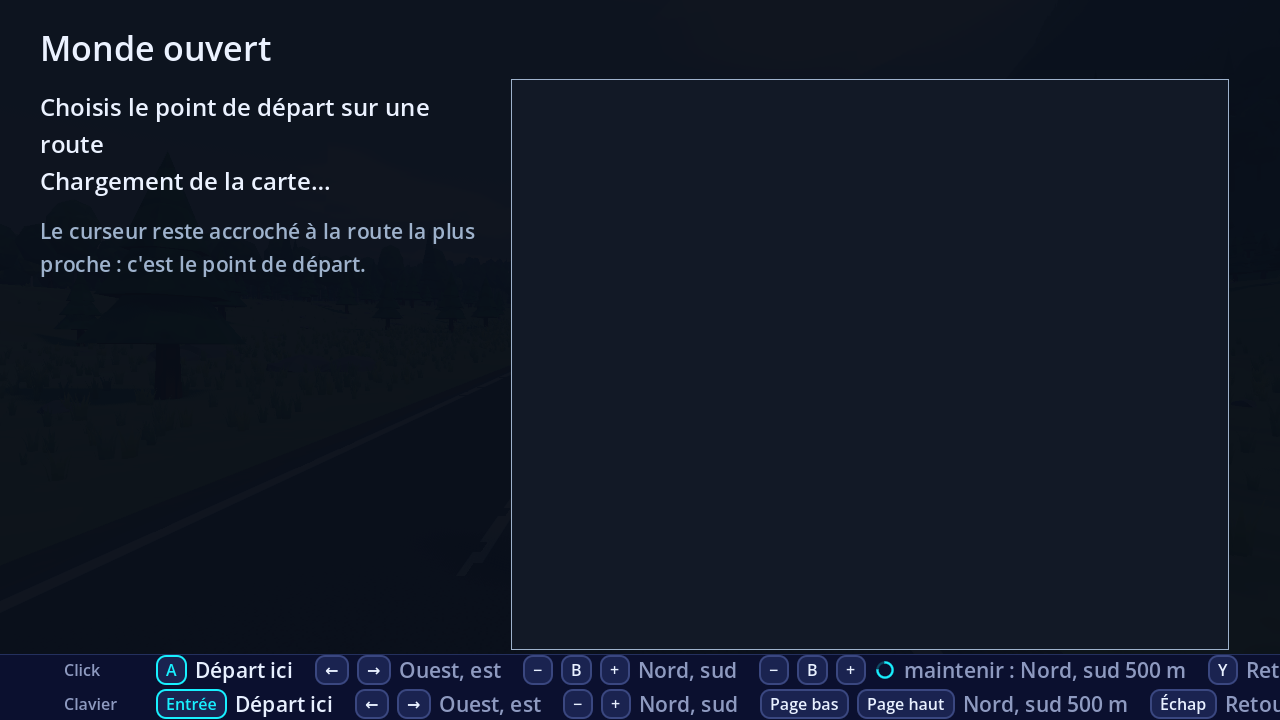 Monde ouvert
Choisis le point de départ sur une
route
Chargement de la carte...
Le curseur reste accroché à la route la plus
proche : c'est le point de départ.
Click A Départ ici ← → Ouest, est − B + Nord, sud − B + maintenir : Nord, sud 500 m Y Ret
Clavier Entrée Départ ici ← → Ouest, est − + Nord, sud Page bas Page haut Nord, sud 500 m Échap Retou